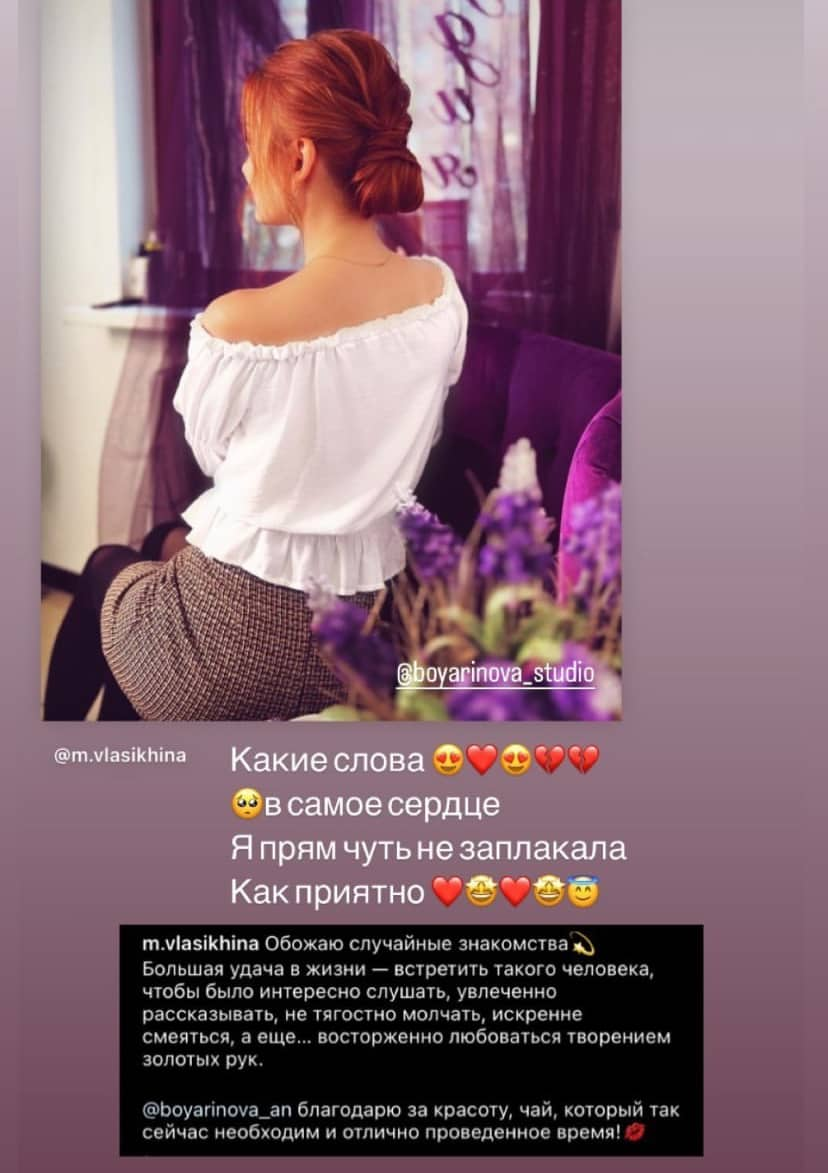 @boyarinova_studio
@m.vlasikhina
Какие слова 😍❤️😍💔💔
🥺в самое сердце
Я прям чуть не заплакала
Как приятно ❤️🤩❤️🤩😇
m.vlasikhina Обожаю случайные знакомства💫
Большая удача в жизни — встретить такого человека,
чтобы было интересно слушать, увлеченно
рассказывать, не тягостно молчать, искренне
смеяться, а еще... восторженно любоваться творением
золотых рук.
@boyarinova_an благодарю за красоту, чай, который так
сейчас необходим и отлично проведенное время!💋